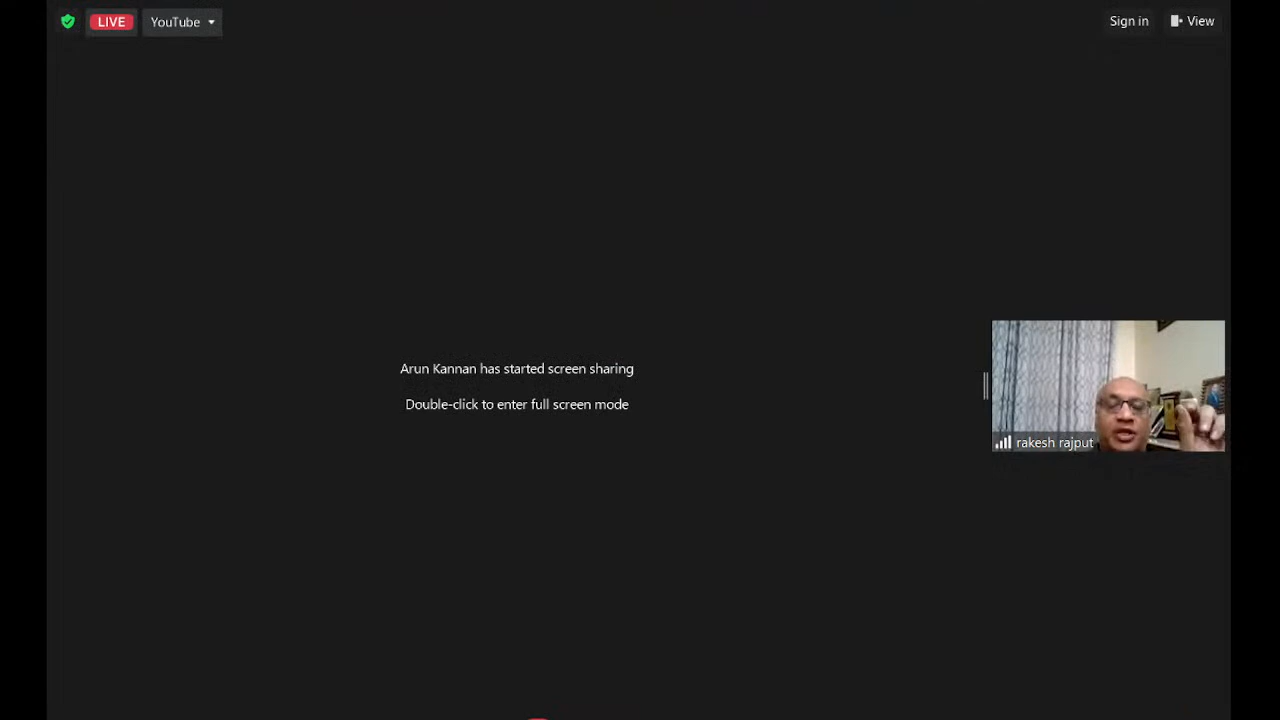 LIVE
YouTube
Sign in
View
Arun Kannan has started screen sharing
Double-click to enter full screen mode
rakesh rajput